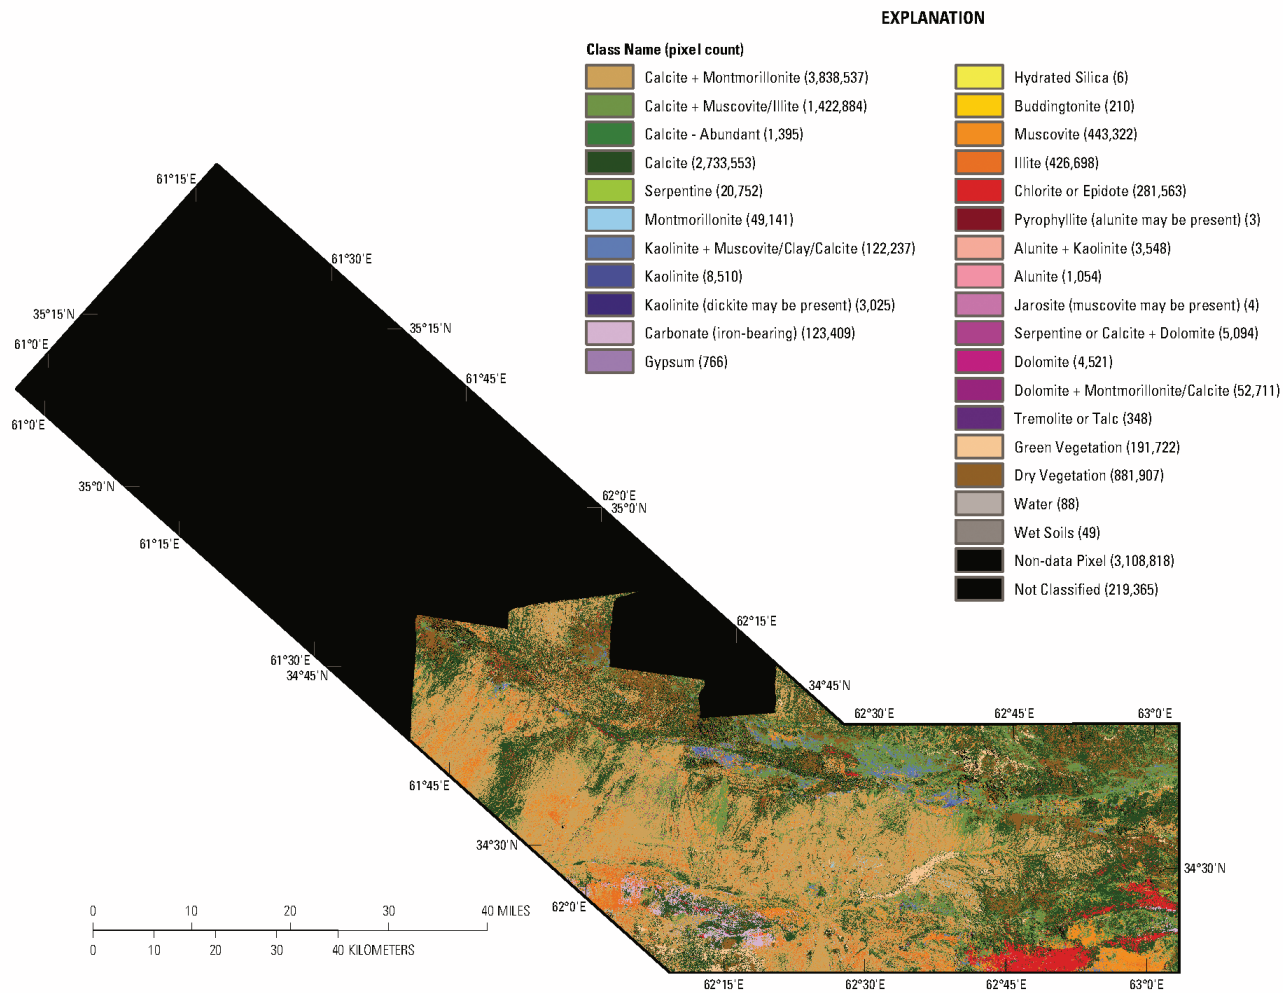 EXPLANATION
Class Name (pixel count)
Calcite + Montmorillonite (3,838,537)
Calcite + Muscovite/Illite (1,422,884)
Calcite - Abundant (1,395)
Calcite (2,733,553)
Serpentine (20,752)
Montmorillonite (49,141)
Kaolinite + Muscovite/Clay/Calcite (122,237)
Kaolinite (8,510)
Kaolinite (dickite may be present) (3,025)
Carbonate (iron-bearing) (123,409)
Gypsum (766)
Hydrated Silica (6)
Buddingtonite (210)
Muscovite (443,322)
Illite (426,698)
Chlorite or Epidote (281,563)
Pyrophyllite (alunite may be present) (3)
Alunite + Kaolinite (3,548)
Alunite (1,054)
Jarosite (muscovite may be present) (4)
Serpentine or Calcite + Dolomite (5,094)
Dolomite (4,521)
Dolomite + Montmorillonite/Calcite (52,711)
Tremolite or Talc (348)
Green Vegetation (191,722)
Dry Vegetation (881,907)
Water (88)
Wet Soils (49)
Non-data Pixel (3,108,818)
Not Classified (219,365)
61°15'E
61°30'E
35°15'N
35°15'N
61°0'E
61°45'E
61°0'E
35°0'N
62°0'E
35°0'N
61°15'E
62°15'E
61°30'E
34°45'N
34°45'N
62°30'E
62°45'E
63°0'E
61°45'E
34°30'N
34°30'N
62°0'E
0 10 20 30 40 MILES
0 10 20 30 40 KILOMETERS
62°15'E
62°30'E
62°45'E
63°0'E